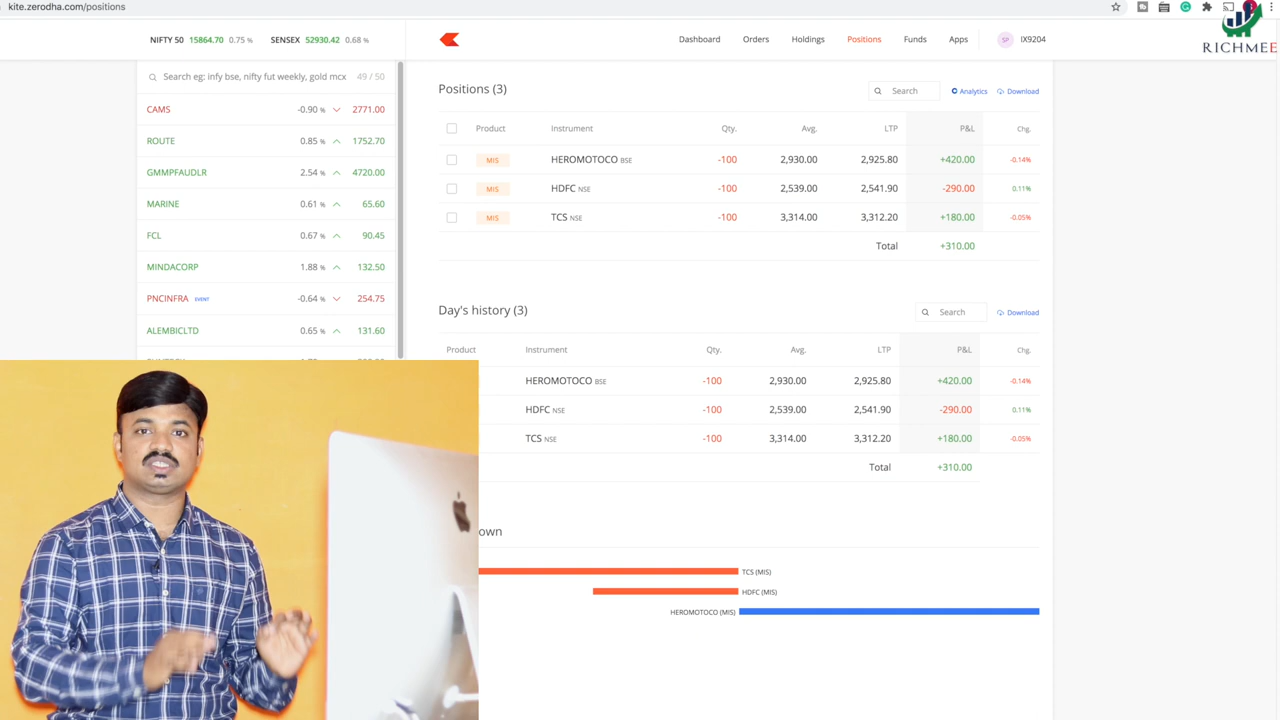 kite.zerodha.com/positions
NIFTY 50 15864.70 0.75 % SENSEX 52930.42 0.68 %
Dashboard Orders Holdings Positions Funds Apps SP IX9204
RICHMEE
Search eg: infy bse, nifty fut weekly, gold mcx 49 / 50
CAMS -0.90 % 2771.00
ROUTE 0.85 % 1752.70
GMMPFAUDLR 2.54 % 4720.00
MARINE 0.61 % 65.60
FCL 0.67 % 90.45
MINDACORP 1.88 % 132.50
PNCINFRA EVENT -0.64 % 254.75
ALEMBICLTD 0.65 % 131.60
Positions (3) Search Analytics Download
Product Instrument Qty. Avg. LTP P&L Chg.
MIS HEROMOTOCO BSE -100 2,930.00 2,925.80 +420.00 -0.14%
MIS HDFC NSE -100 2,539.00 2,541.90 -290.00 0.11%
MIS TCS NSE -100 3,314.00 3,312.20 +180.00 -0.05%
Total +310.00
Day's history (3) Search Download
Product Instrument Qty. Avg. LTP P&L Chg.
HEROMOTOCO BSE -100 2,930.00 2,925.80 +420.00 -0.14%
HDFC NSE -100 2,539.00 2,541.90 -290.00 0.11%
TCS NSE -100 3,314.00 3,312.20 +180.00 -0.05%
Total +310.00
own
TCS (MIS)
HDFC (MIS)
HEROMOTOCO (MIS)